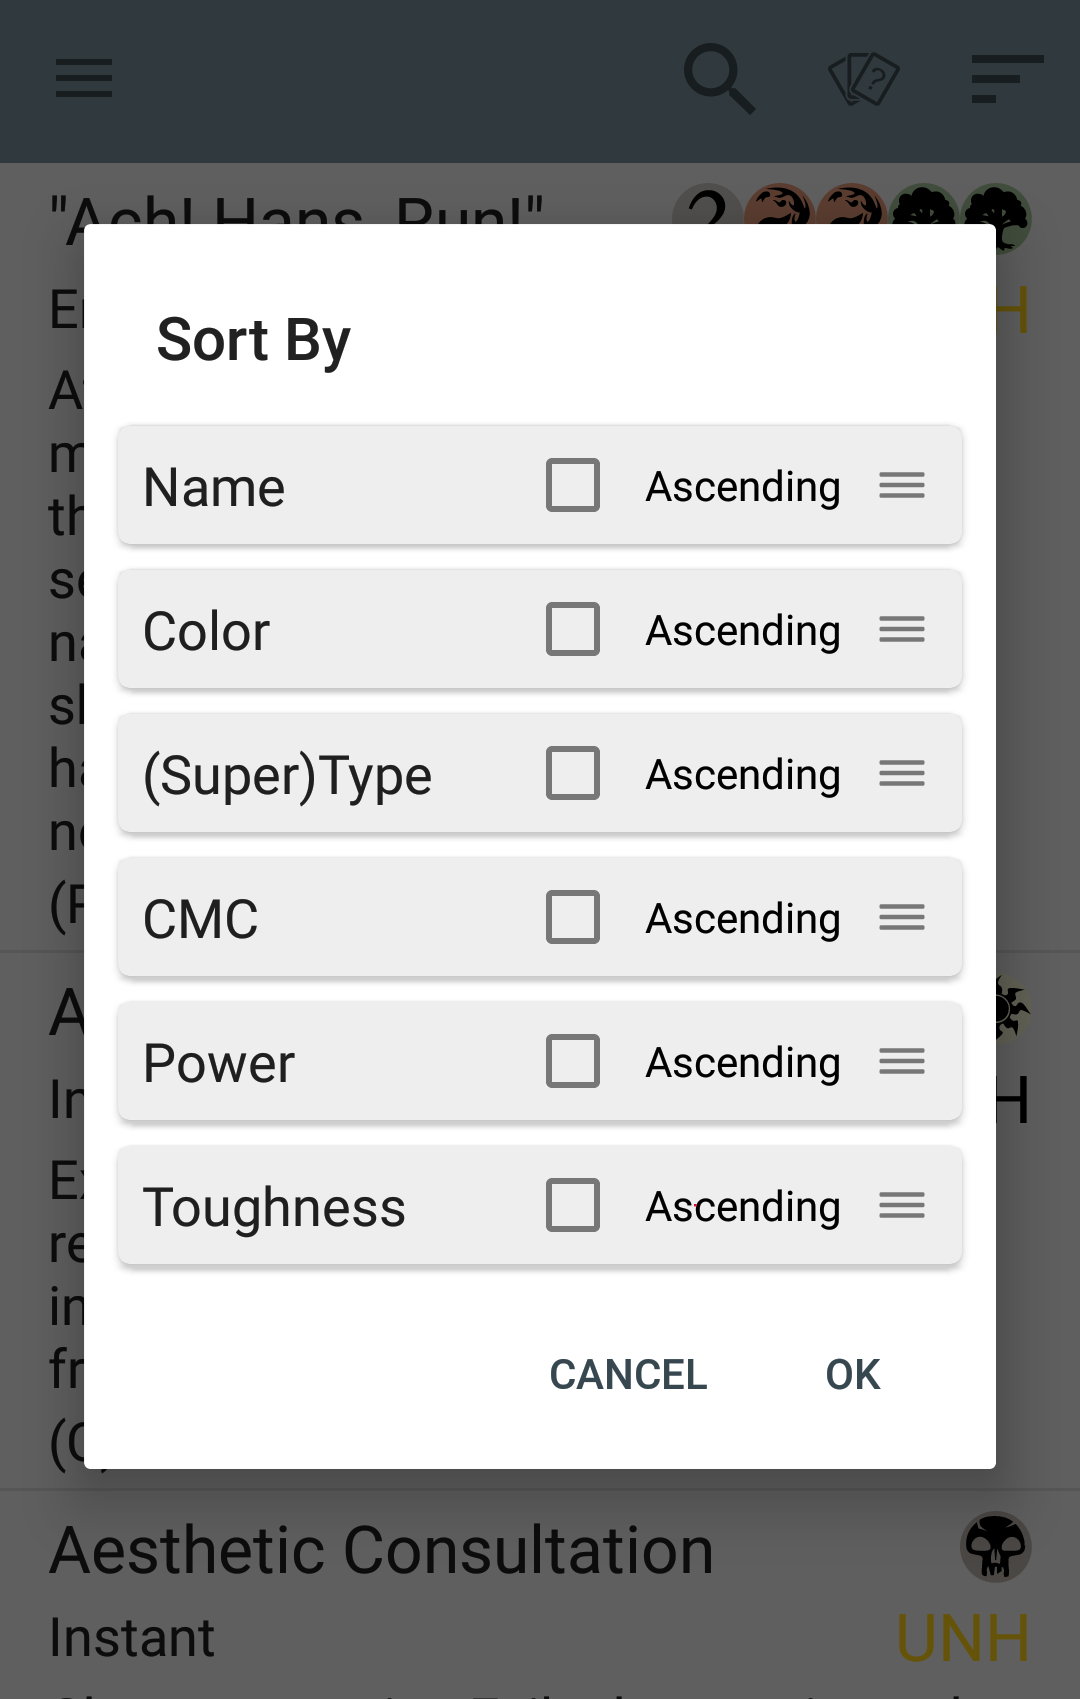 "Ach! Hans, Run!" 2
H
Sort By
Name Ascending
Color Ascending
(Super)Type Ascending
CMC Ascending
Power Ascending
Toughness Ascending
CANCEL OK
Aesthetic Consultation
Instant UNH